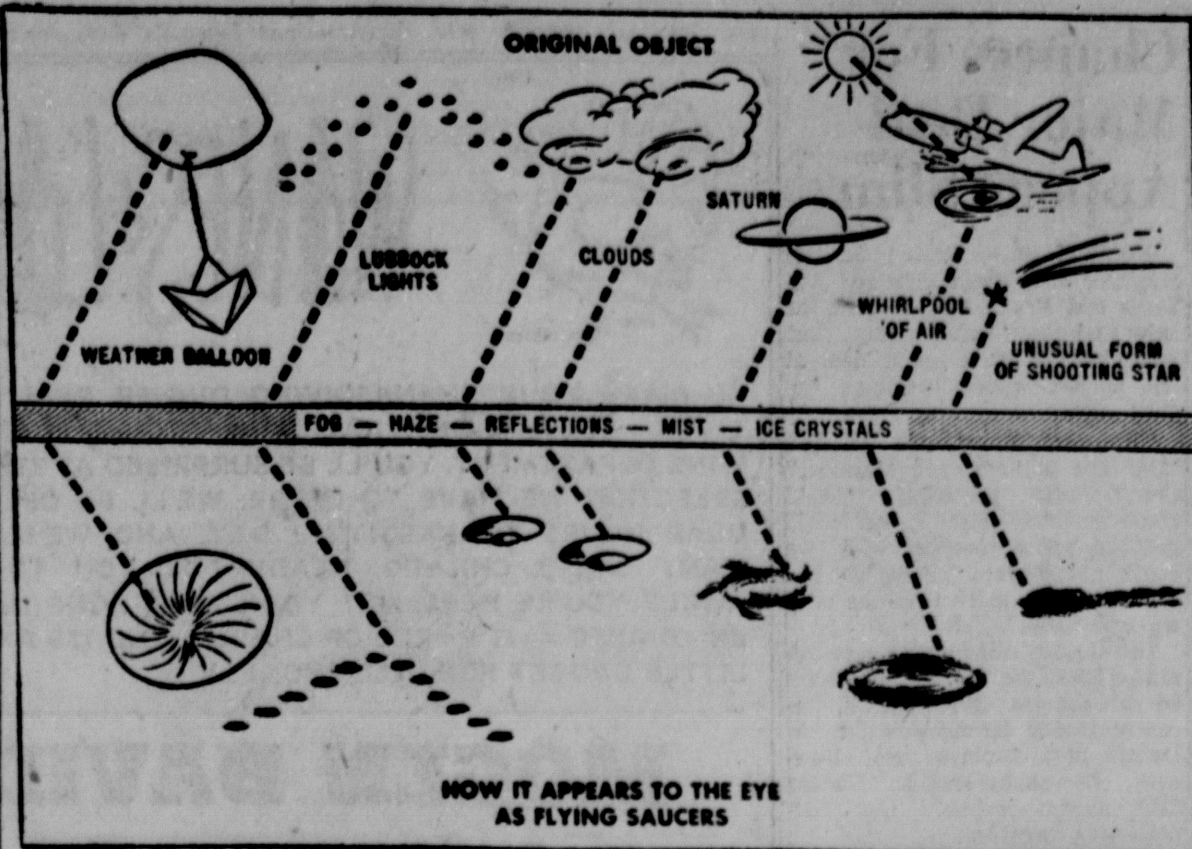 ORIGINAL OBJECT
SATURN
LUBBOCK
LIGHTS
CLOUDS
WHIRLPOOL
OF AIR
WEATHER BALLOON
UNUSUAL FORM
OF SHOOTING STAR
FOG — HAZE — REFLECTIONS — MIST — ICE CRYSTALS
HOW IT APPEARS TO THE EYE
AS FLYING SAUCERS